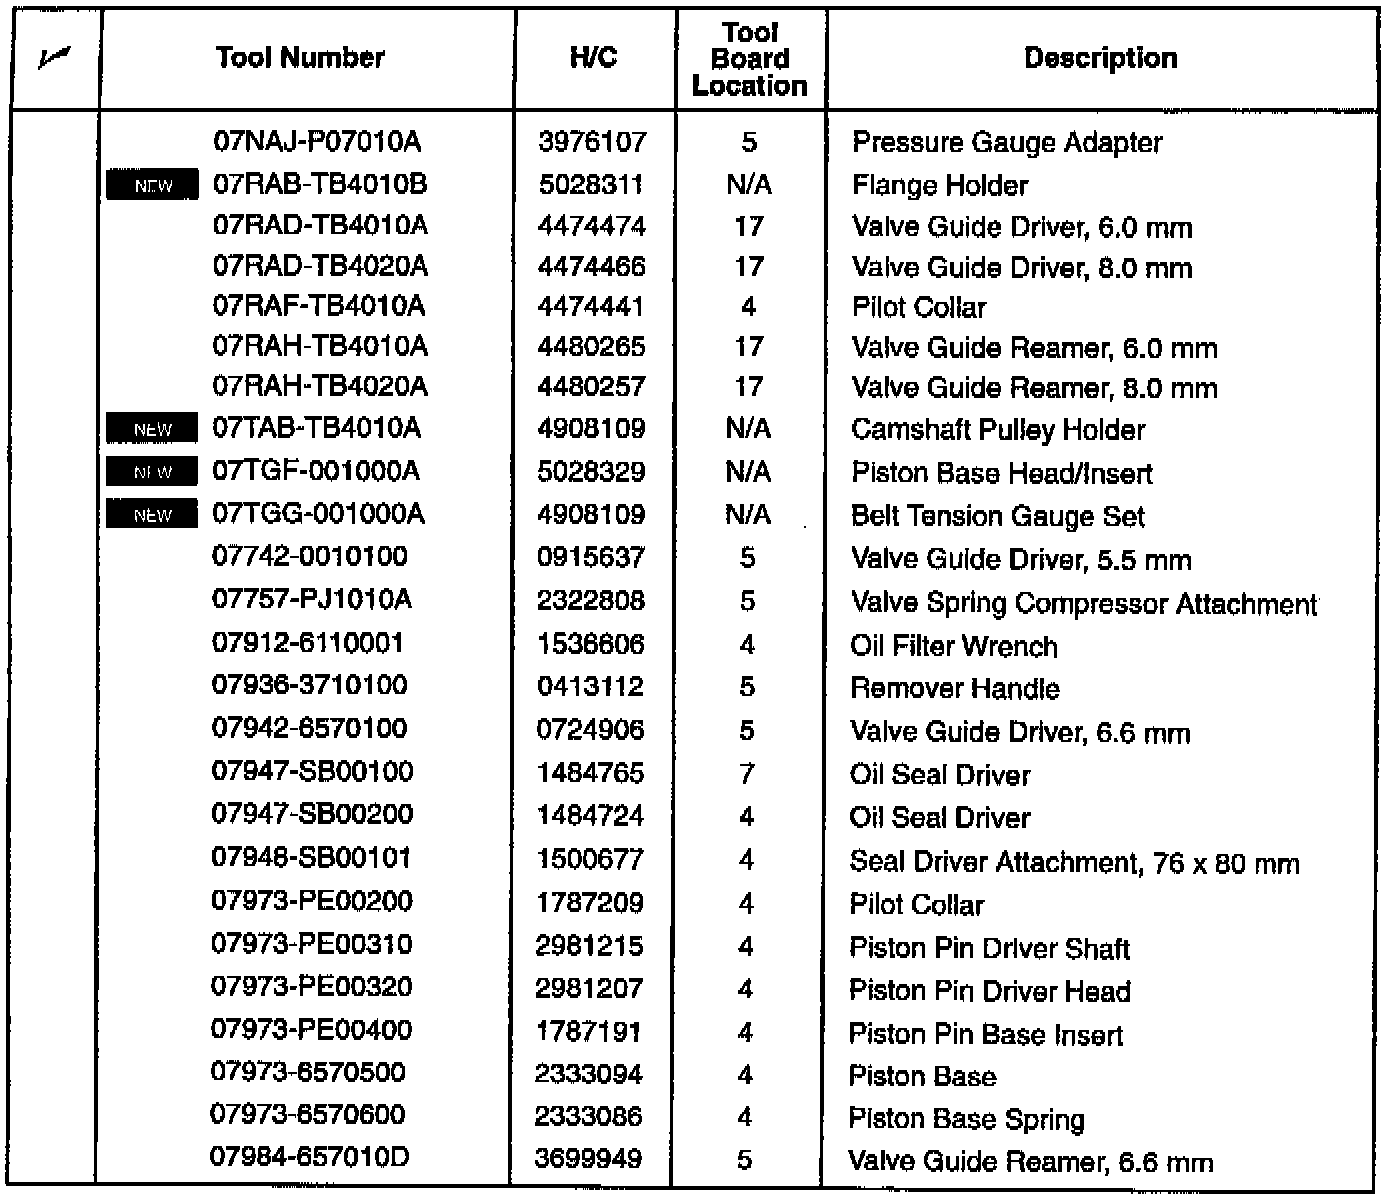 ✓ Tool Number H/C Tool Board Location Description
07NAJ-P07010A 3976107 5 Pressure Gauge Adapter
NEW 07RAB-TB4010B 5028311 N/A Flange Holder
07RAD-TB4010A 4474474 17 Valve Guide Driver, 6.0 mm
07RAD-TB4020A 4474466 17 Valve Guide Driver, 8.0 mm
07RAF-TB4010A 4474441 4 Pilot Collar
07RAH-TB4010A 4480265 17 Valve Guide Reamer, 6.0 mm
07RAH-TB4020A 4480257 17 Valve Guide Reamer, 8.0 mm
NEW 07TAB-TB4010A 4908109 N/A Camshaft Pulley Holder
NEW 07TGF-001000A 5028329 N/A Piston Base Head/Insert
NEW 07TGG-001000A 4908109 N/A Belt Tension Gauge Set
07742-0010100 0915637 5 Valve Guide Driver, 5.5 mm
07757-PJ1010A 2322808 5 Valve Spring Compressor Attachment
07912-6110001 1536606 4 Oil Filter Wrench
07936-3710100 0413112 5 Remover Handle
07942-6570100 0724906 5 Valve Guide Driver, 6.6 mm
07947-SB00100 1484765 7 Oil Seal Driver
07947-SB00200 1484724 4 Oil Seal Driver
07948-SB00101 1500677 4 Seal Driver Attachment, 76 x 80 mm
07973-PE00200 1787209 4 Pilot Collar
07973-PE00310 2981215 4 Piston Pin Driver Shaft
07973-PE00320 2981207 4 Piston Pin Driver Head
07973-PE00400 1787191 4 Piston Pin Base Insert
07973-6570500 2333094 4 Piston Base
07973-6570600 2333086 4 Piston Base Spring
07984-657010D 3699949 5 Valve Guide Reamer, 6.6 mm